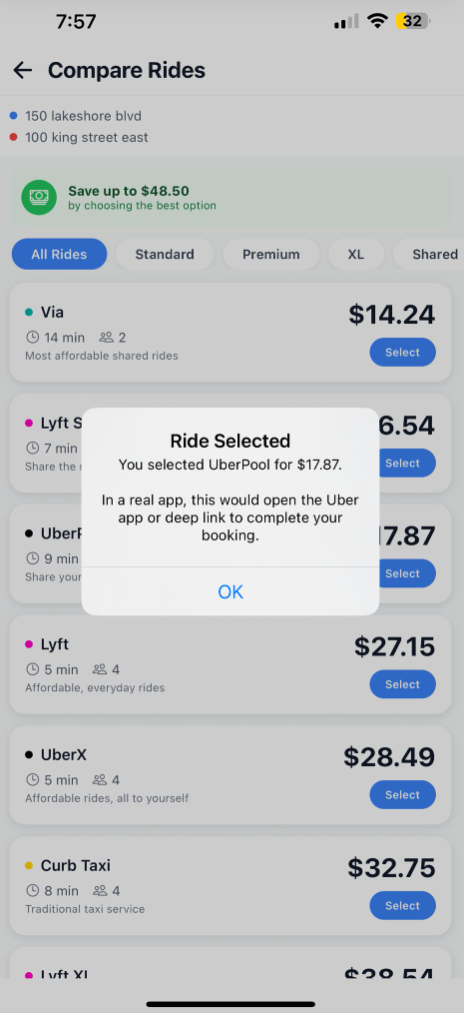 7:57
32
Compare Rides
150 lakeshore blvd
100 king street east
Save up to $48.50
by choosing the best option
All Rides Standard Premium XL Shared
Via
$14.24
14 min 2
Select
Most affordable shared rides
Lyft S
6.54
7 min
Select
Share the
Ride Selected
You selected UberPool for $17.87.
In a real app, this would open the Uber
app or deep link to complete your
booking.
OK
Uber
17.87
9 min
Select
Share your
Lyft
$27.15
5 min 4
Select
Affordable, everyday rides
UberX
$28.49
5 min 4
Select
Affordable rides, all to yourself
Curb Taxi
$32.75
8 min 4
Select
Traditional taxi service
Lyft XL
$38.54